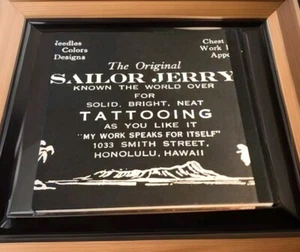 Needles
Colors
Designs
Chest
Work
The Original
SAILOR JERRY
KNOWN THE WORLD OVER
FOR
SOLID, BRIGHT, NEAT
TATTOOING
AS YOU LIKE IT
"MY WORK SPEAKS FOR ITSELF"
1033 SMITH STREET,
HONOLULU, HAWAII